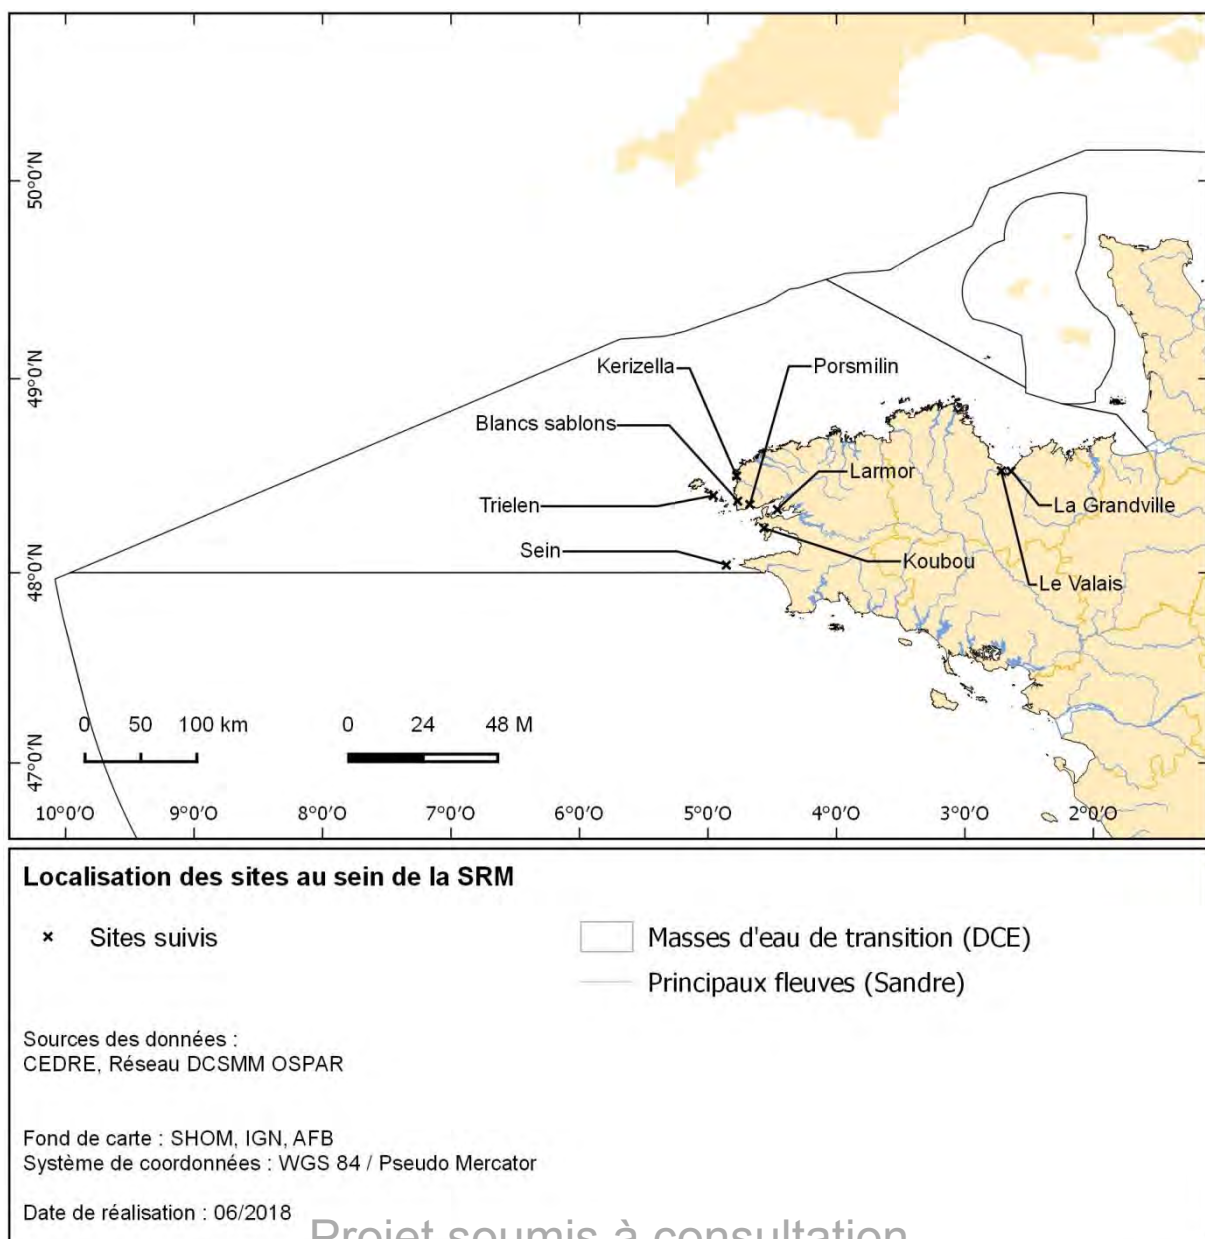 50°0'N
49°0'N
48°0'N
47°0'N
Kerizella
Porsmilin
Blancs sablons
Larmor
Trielen
La Grandville
Sein
Koubou
Le Valais
0 50 100 km
0 24 48 M
10°0'O 9°0'O 8°0'O 7°0'O 6°0'O 5°0'O 4°0'O 3°0'O 2°0'O
Localisation des sites au sein de la SRM
Sites suivis
Masses d'eau de transition (DCE)
Principaux fleuves (Sandre)
Sources des données :
CEDRE, Réseau DCSMM OSPAR
Fond de carte : SHOM, IGN, AFB
Système de coordonnées : WGS 84 / Pseudo Mercator
Date de réalisation : 06/2018
Projet soumis à consultation